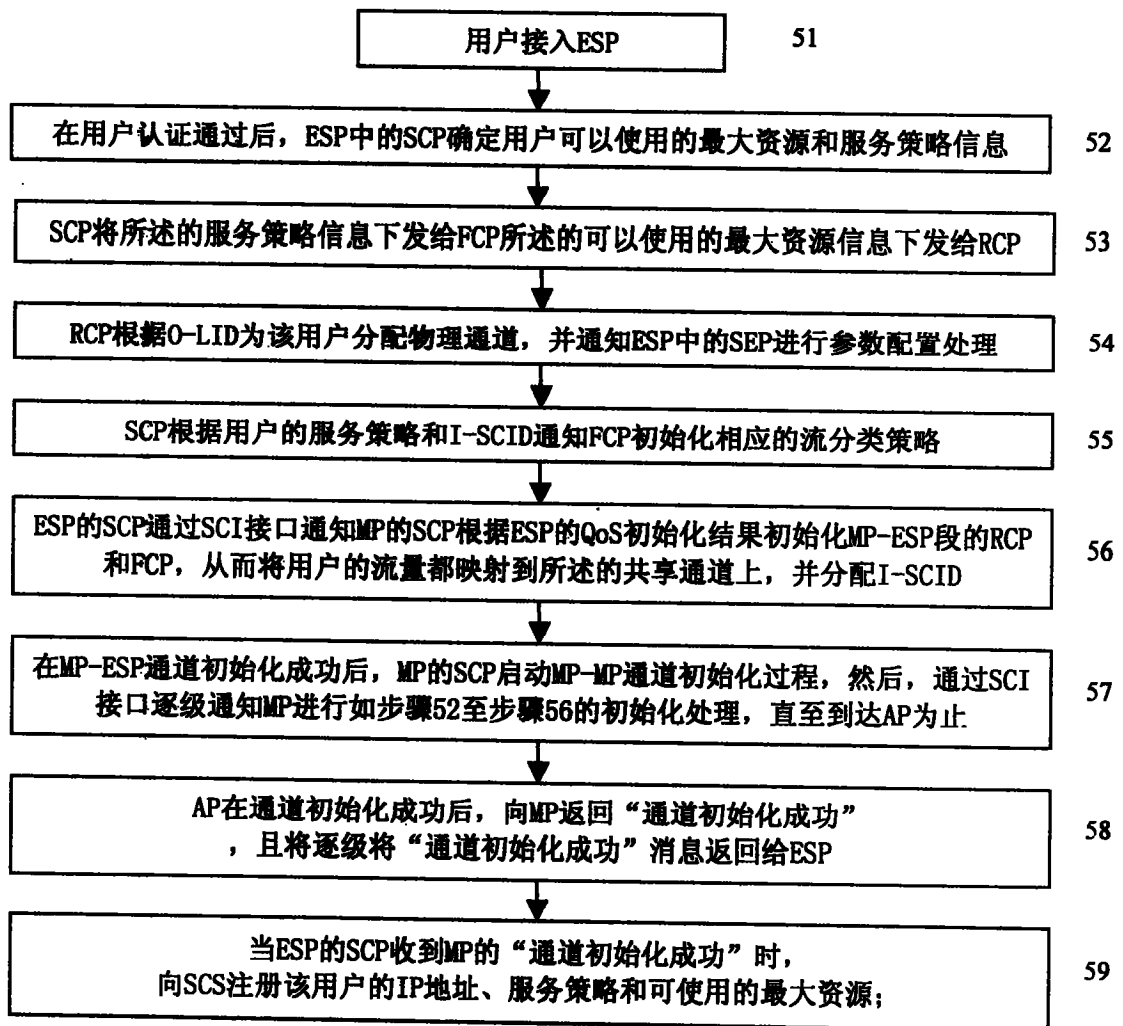 用户接入ESP
51
在用户认证通过后，ESP中的SCP确定用户可以使用的最大资源和服务策略信息
52
SCP将所述的服务策略信息下发给FCP所述的可以使用的最大资源信息下发给RCP
53
RCP根据O-LID为该用户分配物理通道，并通知ESP中的SEP进行参数配置处理
54
SCP根据用户的服务策略和I-SCID通知FCP初始化相应的流分类策略
55
ESP的SCP通过SCI接口通知MP的SCP根据ESP的QoS初始化结果初始化MP-ESP段的RCP
和FCP，从而将用户的流量都映射到所述的共享通道上，并分配I-SCID
56
在MP-ESP通道初始化成功后，MP的SCP启动MP-MP通道初始化过程，然后，通过SCI
接口逐级通知MP进行如步骤52至步骤56的初始化处理，直至到达AP为止
57
AP在通道初始化成功后，向MP返回“通道初始化成功”
，且将逐级将“通道初始化成功”消息返回给ESP
58
当ESP的SCP收到MP的“通道初始化成功”时，
向SCS注册该用户的IP地址、服务策略和可使用的最大资源；
59